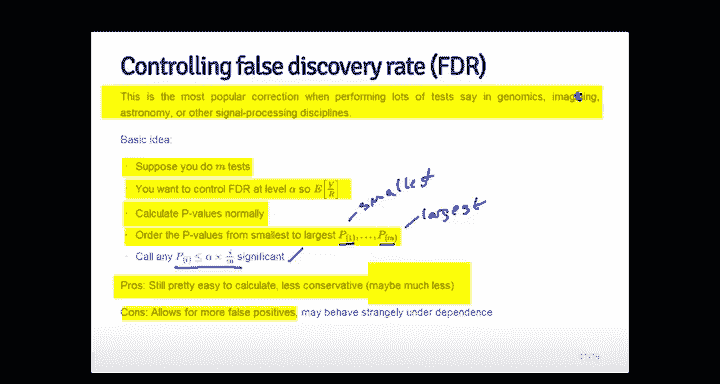 Controlling false discovery rate (FDR)
This is the most popular correction when performing lots of tests say in genomics, imagining,
astronomy, or other signal-processing disciplines.
Basic idea:
· Suppose you do m tests
· You want to control FDR at level α so E[V/R]
smallest
· Calculate P-values normally
largest
· Order the P-values from smallest to largest P(1),...,P(m)
· Call any P(i) ≤ α × i/m significant
Pros: Still pretty easy to calculate, less conservative (maybe much less)
Cons: Allows for more false positives, may behave strangely under dependence